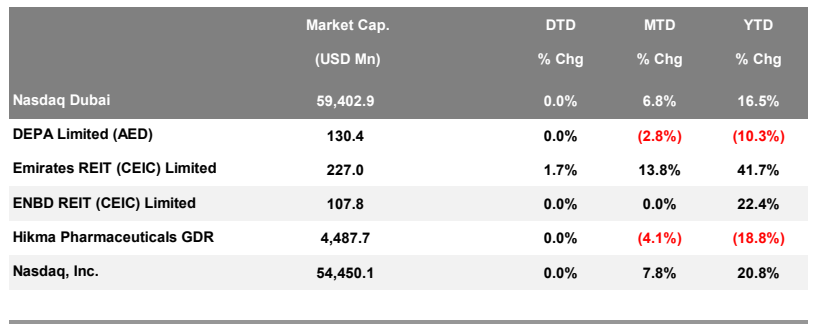 Market Cap. DTD MTD YTD
(USD Mn) % Chg % Chg % Chg
Nasdaq Dubai 59,402.9 0.0% 6.8% 16.5%
DEPA Limited (AED) 130.4 0.0% (2.8%) (10.3%)
Emirates REIT (CEIC) Limited 227.0 1.7% 13.8% 41.7%
ENBD REIT (CEIC) Limited 107.8 0.0% 0.0% 22.4%
Hikma Pharmaceuticals GDR 4,487.7 0.0% (4.1%) (18.8%)
Nasdaq, Inc. 54,450.1 0.0% 7.8% 20.8%